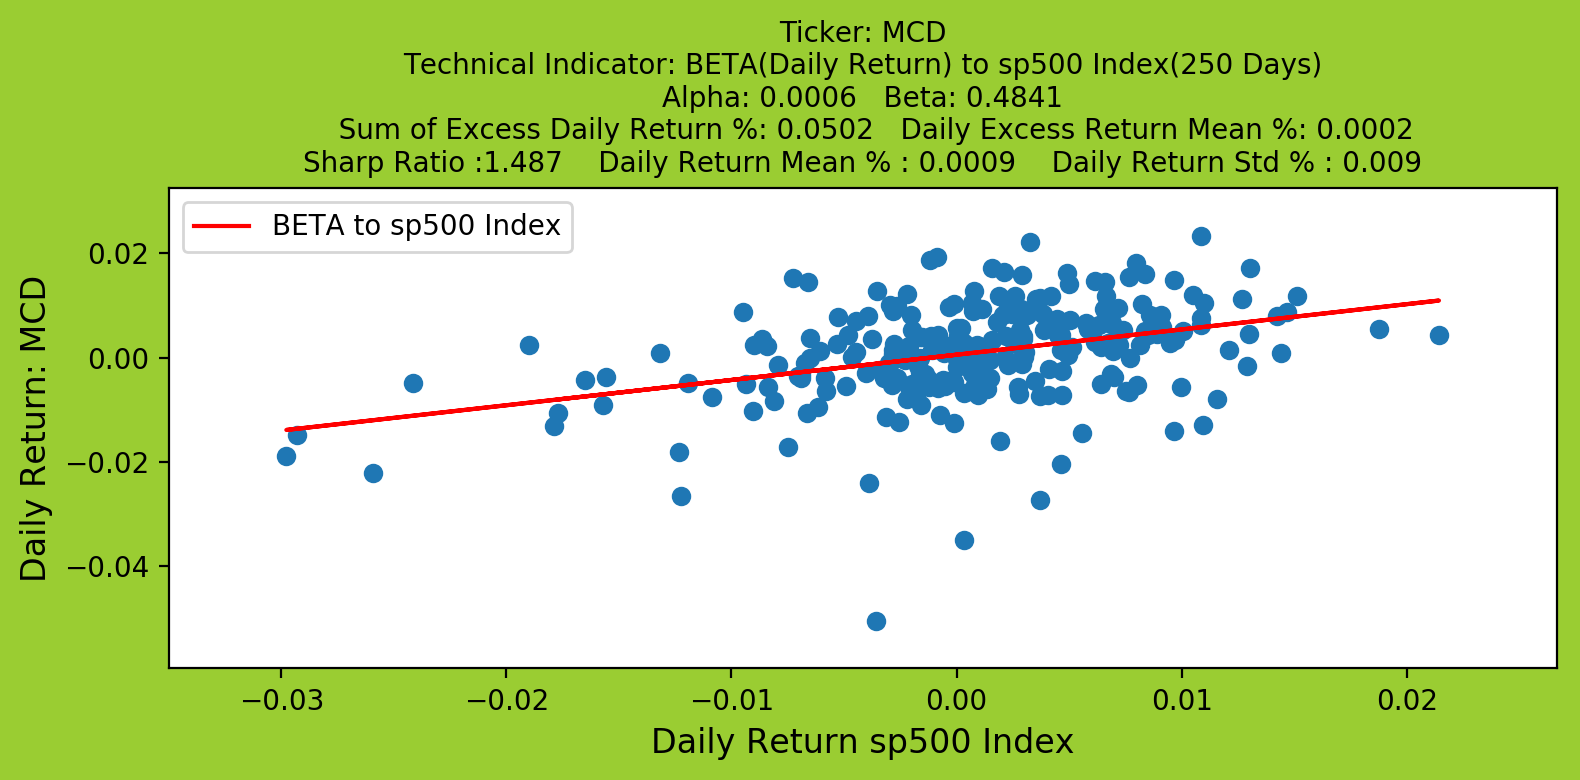 Ticker: MCD
Technical Indicator: BETA(Daily Return) to sp500 Index(250 Days)
Alpha: 0.0006   Beta: 0.4841
Sum of Excess Daily Return %: 0.0502   Daily Excess Return Mean %: 0.0002
Sharp Ratio :1.487    Daily Return Mean % : 0.0009    Daily Return Std % : 0.009
BETA to sp500 Index
Daily Return: MCD
0.02
0.00
−0.02
−0.04
−0.03
−0.02
−0.01
0.00
0.01
0.02
Daily Return sp500 Index